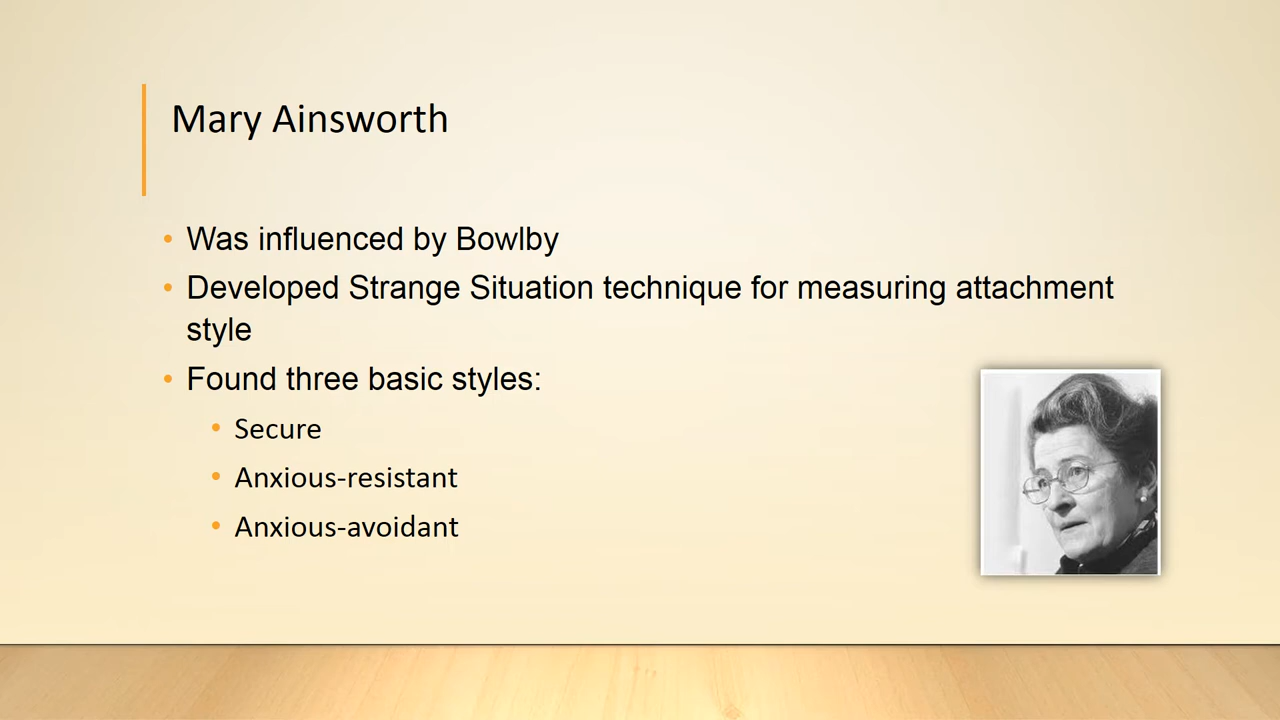 Mary Ainsworth
• Was influenced by Bowlby
• Developed Strange Situation technique for measuring attachment
style
• Found three basic styles:
• Secure
• Anxious-resistant
• Anxious-avoidant